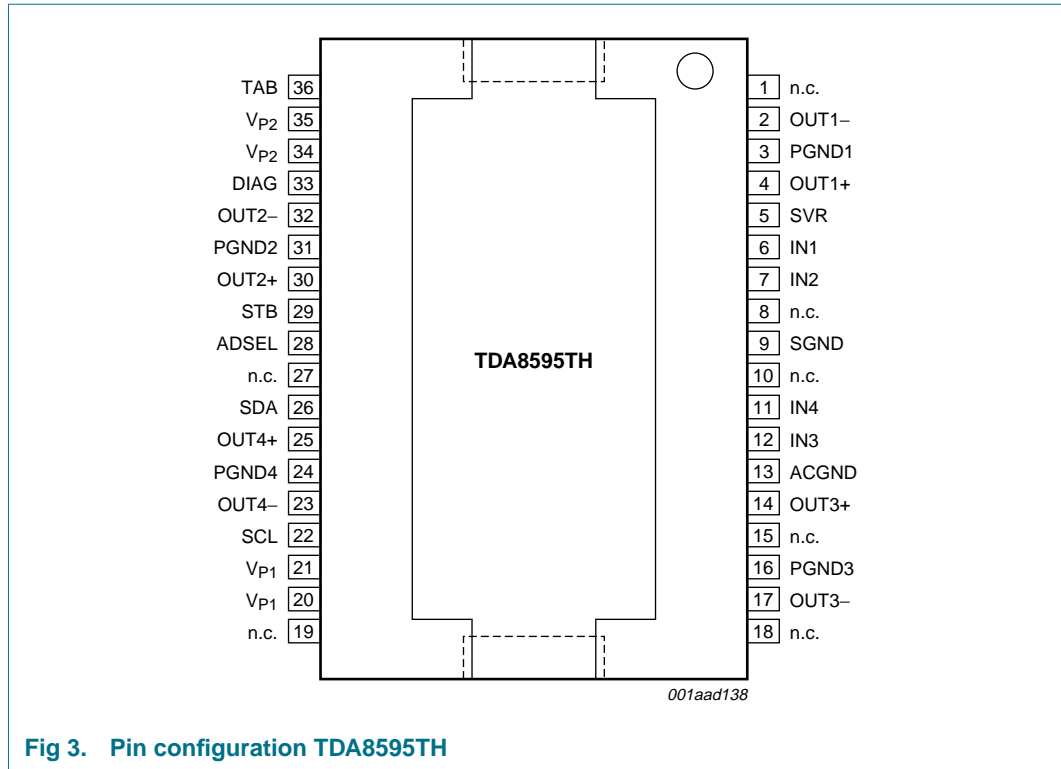 TAB 36
VP2 35
VP2 34
DIAG 33
OUT2− 32
PGND2 31
OUT2+ 30
STB 29
ADSEL 28
n.c. 27
SDA 26
OUT4+ 25
PGND4 24
OUT4− 23
SCL 22
VP1 21
VP1 20
n.c. 19
TDA8595TH
1 n.c.
2 OUT1−
3 PGND1
4 OUT1+
5 SVR
6 IN1
7 IN2
8 n.c.
9 SGND
10 n.c.
11 IN4
12 IN3
13 ACGND
14 OUT3+
15 n.c.
16 PGND3
17 OUT3−
18 n.c.
001aad138
Fig 3. Pin configuration TDA8595TH